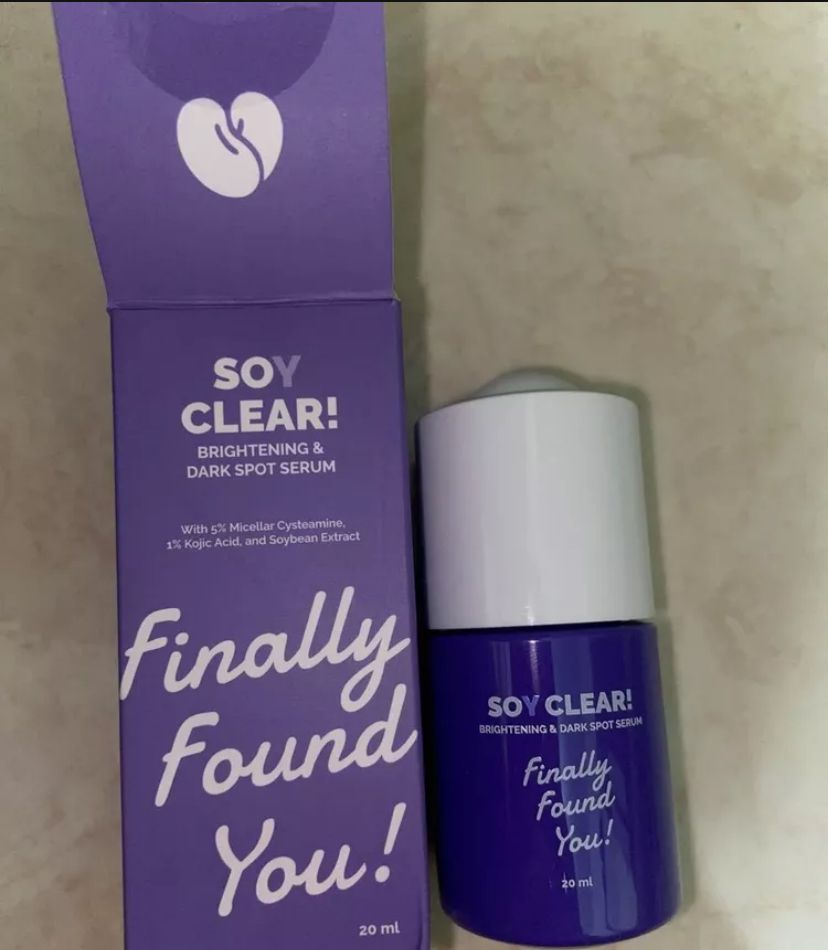 SOY
CLEAR!
BRIGHTENING &
DARK SPOT SERUM
With 5% Micellar Cysteamine,
1% Kojic Acid, and Soybean Extract
Finally
Found
You!
20 ml
SOY CLEAR!
BRIGHTENING & DARK SPOT SERUM
Finally
Found
You!
20 ml